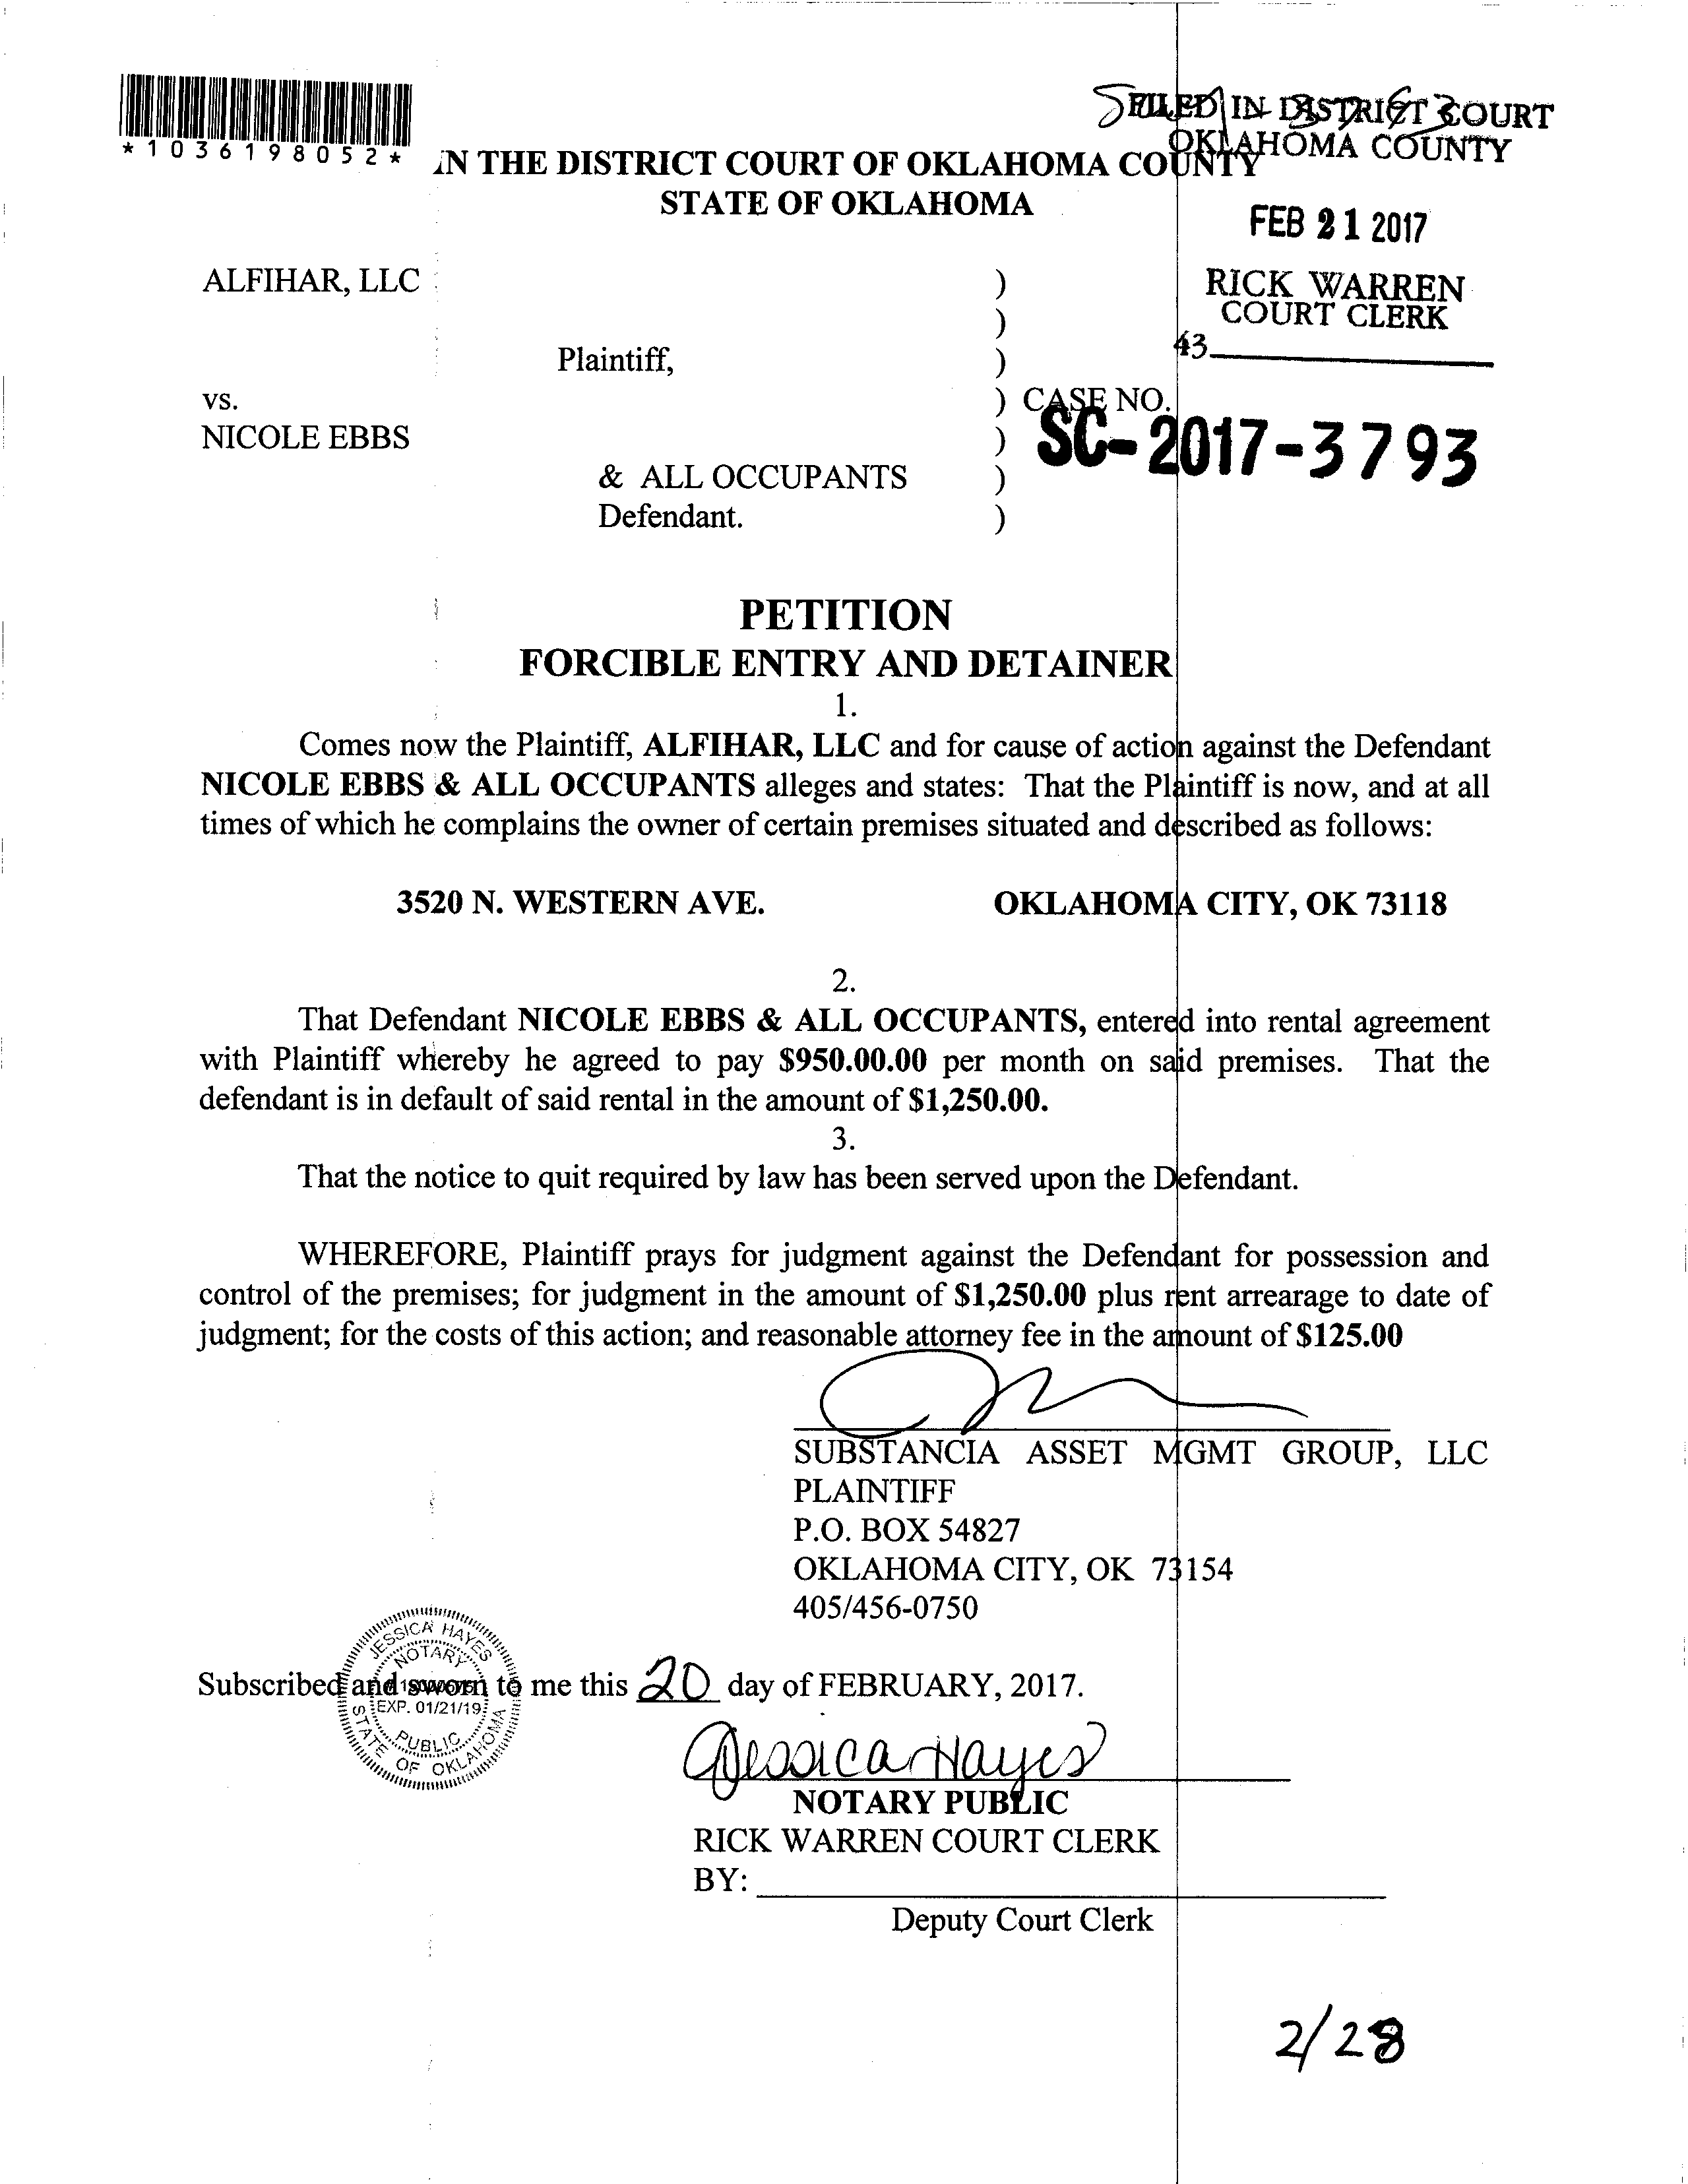 *1036198052*
FILED IN DISTRICT COURT
OKLAHOMA COUNTY
IN THE DISTRICT COURT OF OKLAHOMA COUNTY
STATE OF OKLAHOMA
FEB 21 2017
ALFIHAR, LLC )
RICK WARREN
COURT CLERK
)
43
Plaintiff, )
vs. ) CASE NO.
NICOLE EBBS ) SC-2017-3793
& ALL OCCUPANTS )
Defendant. )
PETITION
FORCIBLE ENTRY AND DETAINER
1.
Comes now the Plaintiff, ALFIHAR, LLC and for cause of action against the Defendant
NICOLE EBBS & ALL OCCUPANTS alleges and states: That the Plaintiff is now, and at all
times of which he complains the owner of certain premises situated and described as follows:
3520 N. WESTERN AVE. OKLAHOMA CITY, OK 73118
2.
That Defendant NICOLE EBBS & ALL OCCUPANTS, entered into rental agreement
with Plaintiff whereby he agreed to pay $950.00.00 per month on said premises. That the
defendant is in default of said rental in the amount of $1,250.00.
3.
That the notice to quit required by law has been served upon the Defendant.
WHEREFORE, Plaintiff prays for judgment against the Defendant for possession and
control of the premises; for judgment in the amount of $1,250.00 plus rent arrearage to date of
judgment; for the costs of this action; and reasonable attorney fee in the amount of $125.00
SUBSTANCIA ASSET MGMT GROUP, LLC
PLAINTIFF
P.O. BOX 54827
OKLAHOMA CITY, OK 73154
405/456-0750
JESSICA HAYES
NOTARY
EXP. 01/21/19
PUBLIC
STATE OF OKLAHOMA
Subscribed and sworn to me this 20 day of FEBRUARY, 2017.
Jessica Hayes
NOTARY PUBLIC
RICK WARREN COURT CLERK
BY:
Deputy Court Clerk
2/28